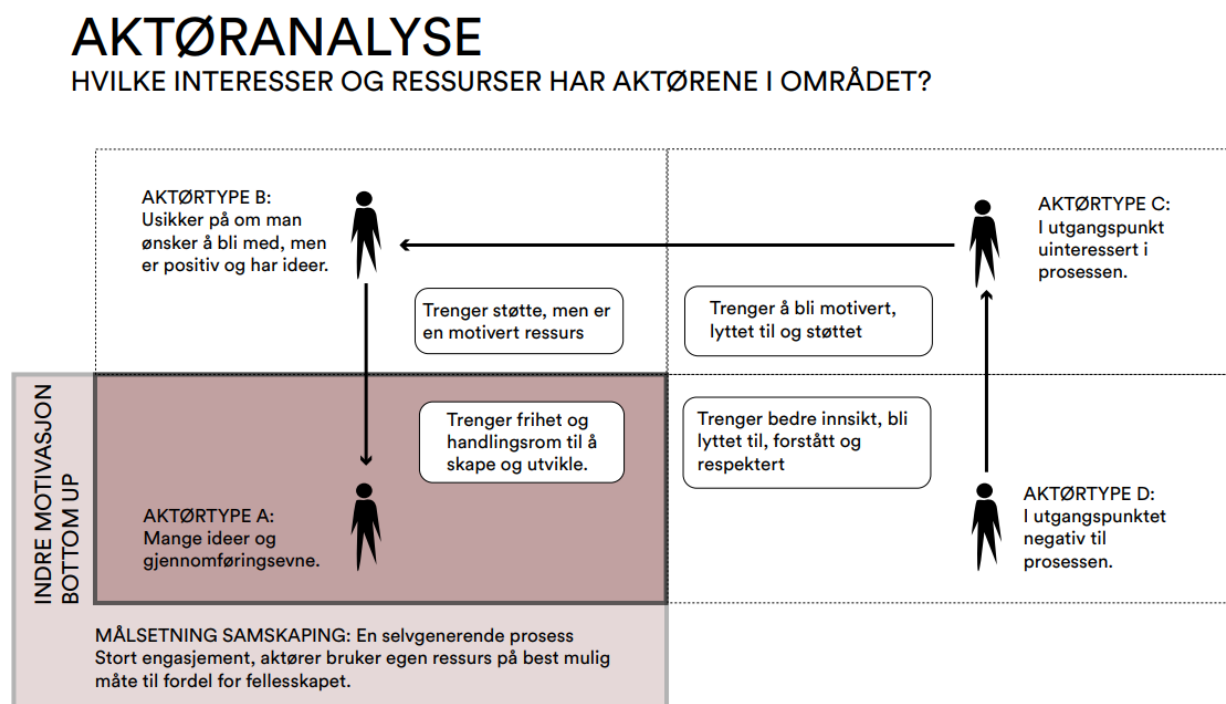 AKTØRANALYSE
HVILKE INTERESSER OG RESSURSER HAR AKTØRENE I OMRÅDET?
AKTØRTYPE B:
Usikker på om man
ønsker å bli med, men
er positiv og har ideer.
AKTØRTYPE C:
I utgangspunkt
uinteressert i
prosessen.
Trenger støtte, men er
en motivert ressurs
Trenger å bli motivert,
lyttet til og støttet
INDRE MOTIVASJON
BOTTOM UP
Trenger frihet og
handlingsrom til å
skape og utvikle.
Trenger bedre innsikt, bli
lyttet til, forstått og
respektert
AKTØRTYPE A:
Mange ideer og
gjennomføringsevne.
AKTØRTYPE D:
I utgangspunktet
negativ til
prosessen.
MÅLSETNING SAMSKAPING: En selvgenerende prosess
Stort engasjement, aktører bruker egen ressurs på best mulig
måte til fordel for fellesskapet.